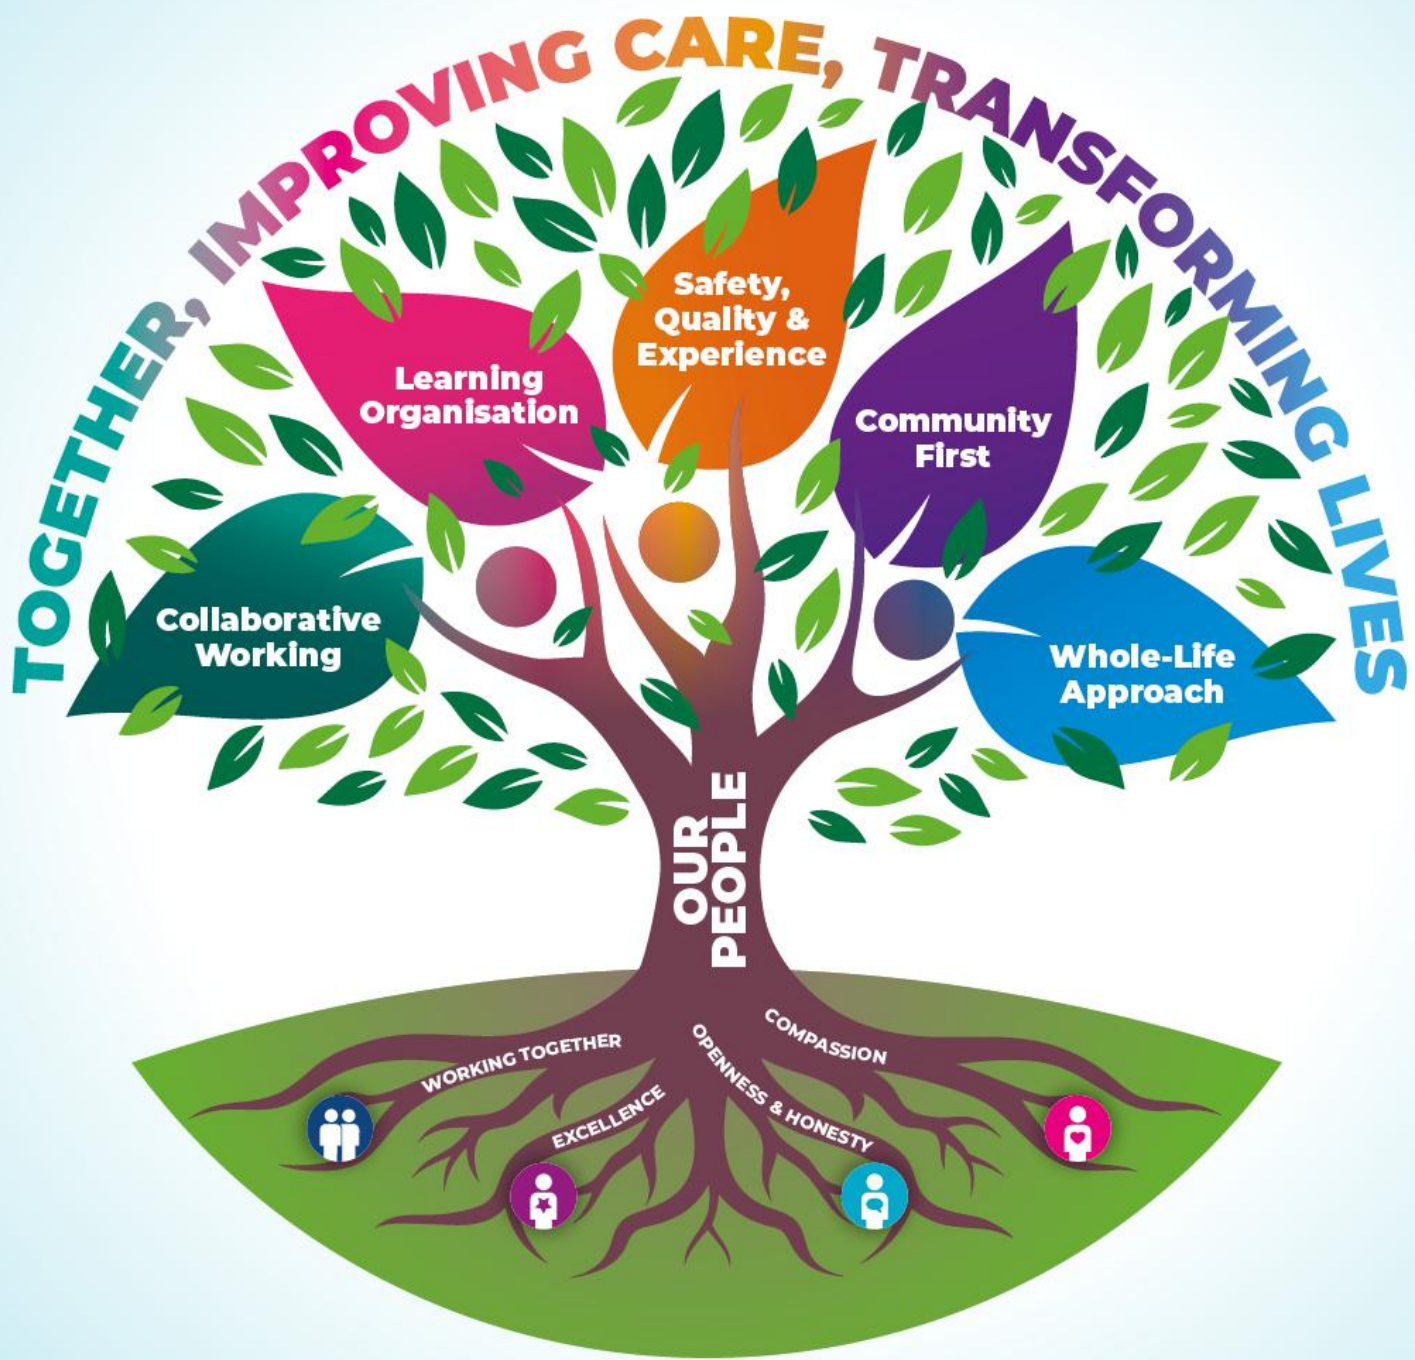 TOGETHER, IMPROVING CARE, TRANSFORMING LIVES
Safety,
Quality &
Experience
Learning
Organisation
Community
First
Collaborative
Working
Whole-Life
Approach
OUR
PEOPLE
WORKING TOGETHER
EXCELLENCE
OPENNESS & HONESTY
COMPASSION